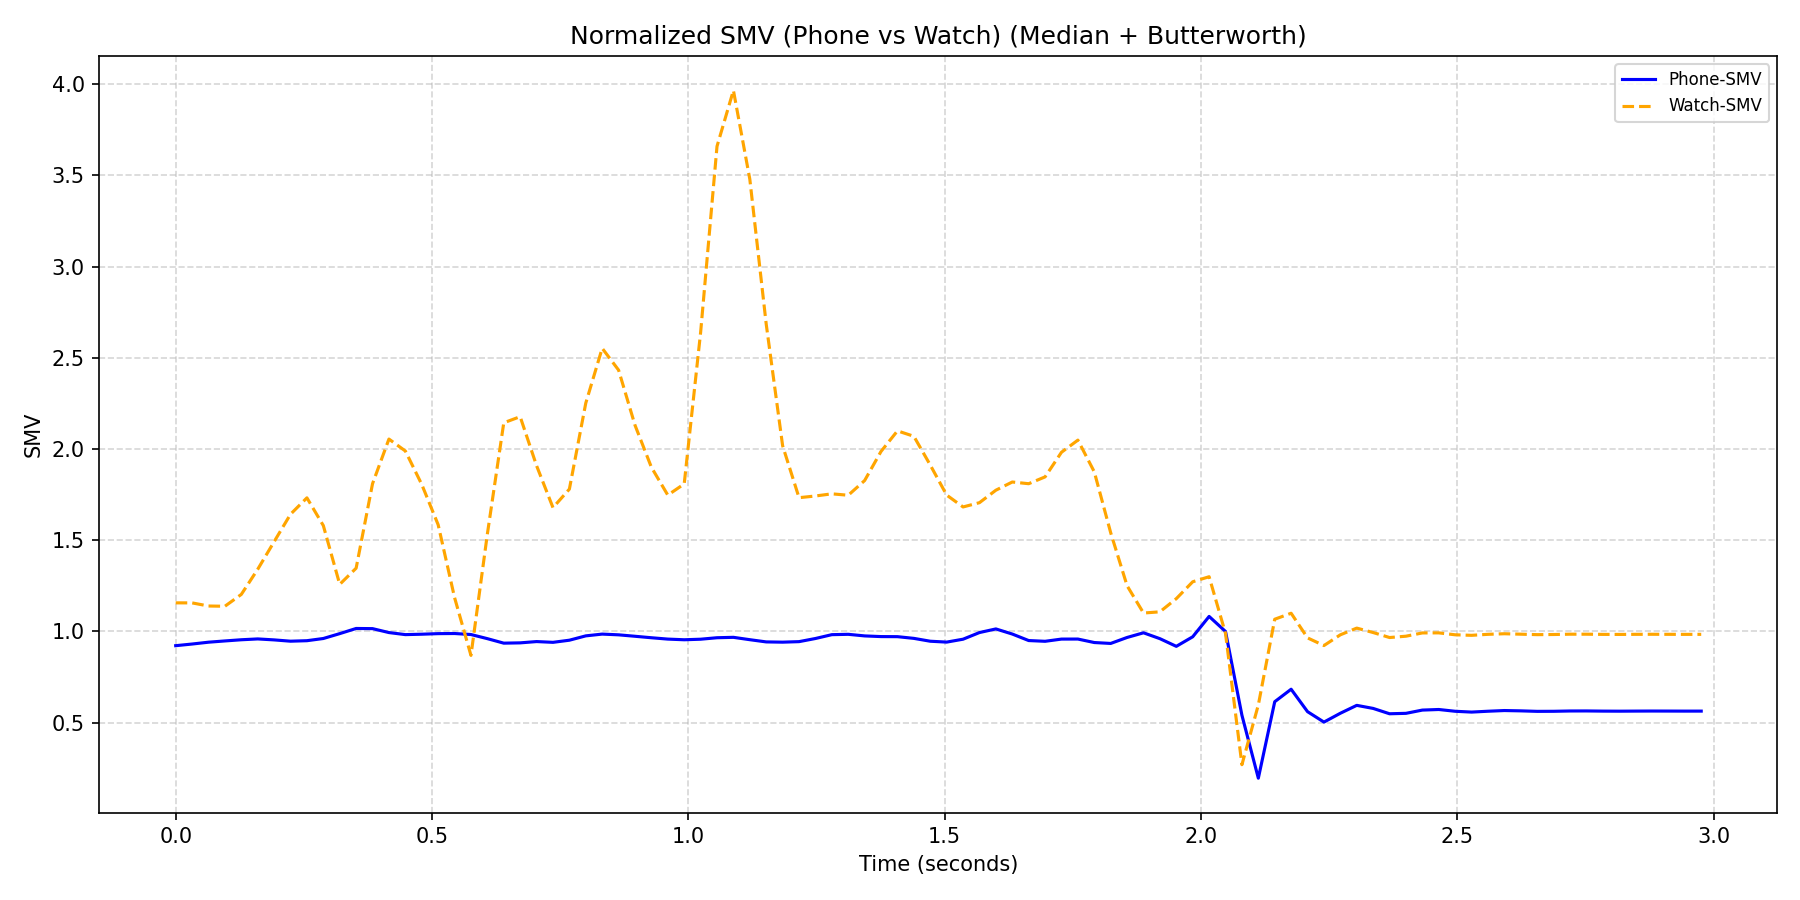 Normalized SMV (Phone vs Watch) (Median + Butterworth)
Phone-SMV
Watch-SMV
4.0
3.5
3.0
2.5
2.0
1.5
1.0
0.5
SMV
0.0 0.5 1.0 1.5 2.0 2.5 3.0
Time (seconds)